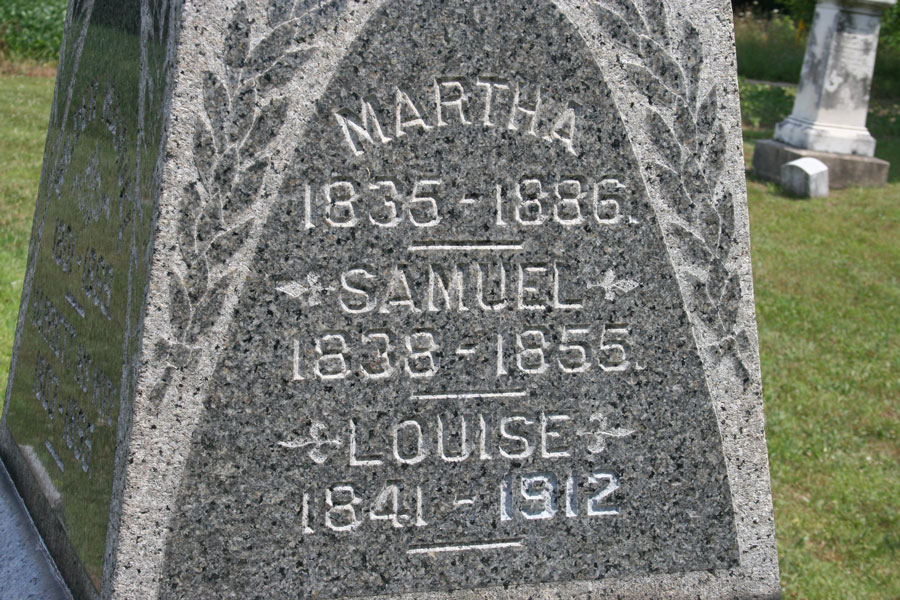 MARTHA
1835-1886.
SAMUEL
1838-1855.
LOUISE
1841-1912